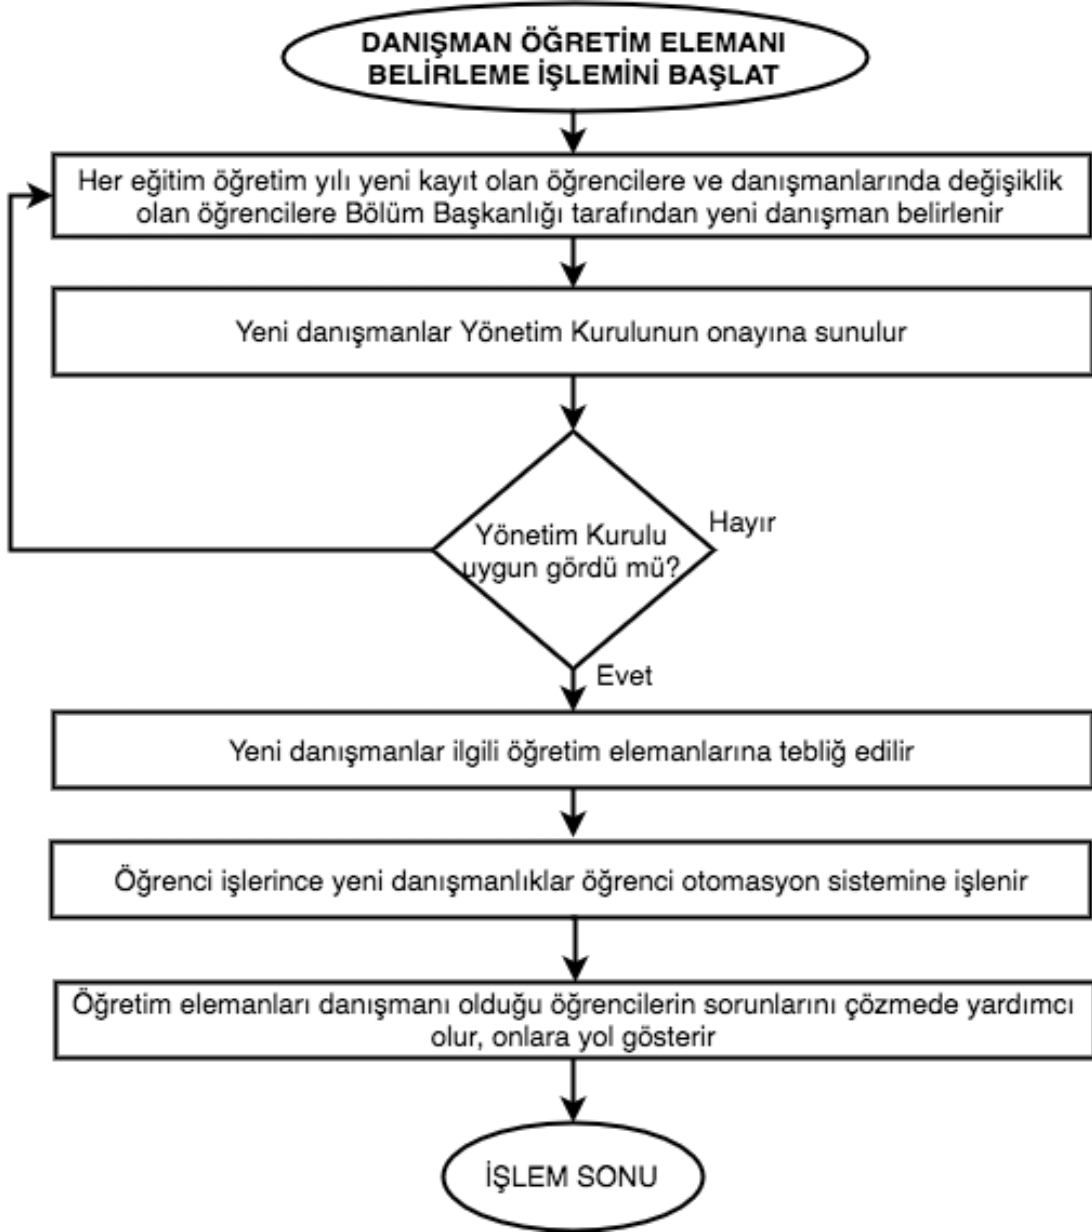 DANIŞMAN ÖĞRETİM ELEMANI
BELİRLEME İŞLEMİNİ BAŞLAT
Her eğitim öğretim yılı yeni kayıt olan öğrencilere ve danışmanlarında değişiklik
olan öğrencilere Bölüm Başkanlığı tarafından yeni danışman belirlenir
Yeni danışmanlar Yönetim Kurulunun onayına sunulur
Hayır
Yönetim Kurulu
uygun gördü mü?
Evet
Yeni danışmanlar ilgili öğretim elemanlarına tebliğ edilir
Öğrenci işlerince yeni danışmanlıklar öğrenci otomasyon sistemine işlenir
Öğretim elemanları danışmanı olduğu öğrencilerin sorunlarını çözmede yardımcı
olur, onlara yol gösterir
İŞLEM SONU